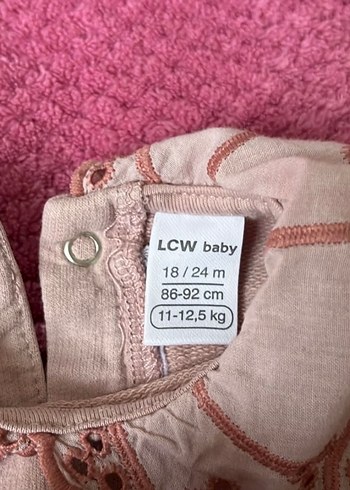 LCW baby
18 / 24 m
86-92 cm
11-12,5 kg